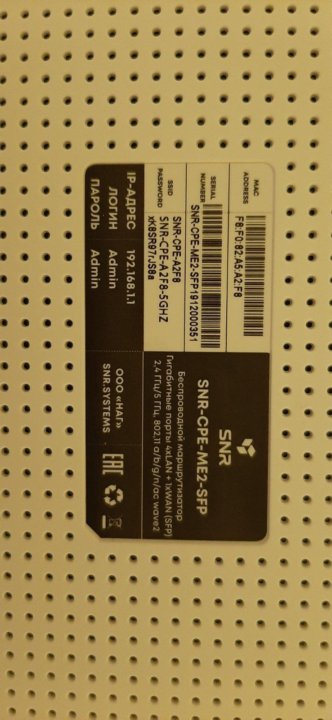 SNR
SNR-CPE-ME2-SFP
Беспроводной маршрутизатор
Гигабитные порты 4xLAN + 1xWAN (SFP)
2,4 ГГц/5 ГГц, 802.11 a/b/g/n/ac wave2
ООО «НАГ»
SNR.SYSTEMS
EAC
MAC ADDRESS
F8:F0:82:A5:A2:F8
SERIAL NUMBER
SNR-CPE-ME2-SFP1912000351
SSID
SNR-CPE-A2F8
SNR-CPE-A2F8-5GHZ
PASSWORD
xK8SR97rJS8a
IP-АДРЕС 192.168.1.1
ЛОГИН Admin
ПАРОЛЬ Admin